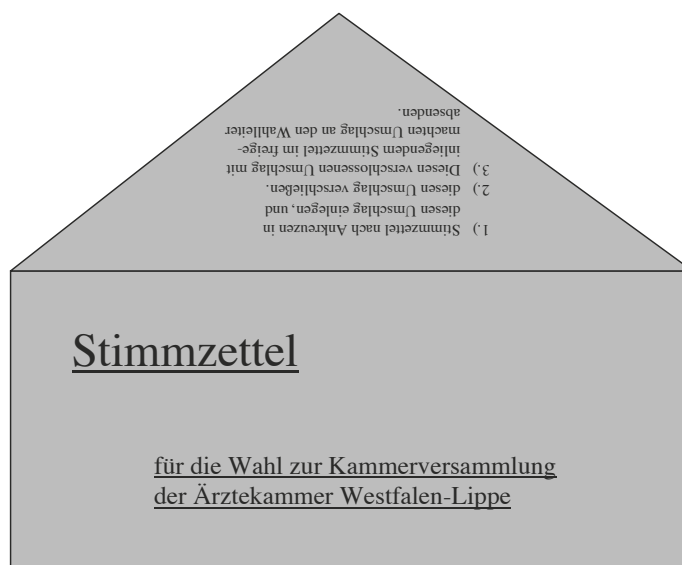 1.) Stimmzettel nach Ankreuzen in
diesen Umschlag einlegen, und
2.) diesen Umschlag verschließen.
3.) Diesen verschlossenen Umschlag mit
inliegendem Stimmzettel im freige-
machten Umschlag an den Wahlleiter
absenden.
Stimmzettel
für die Wahl zur Kammerversammlung
der Ärztekammer Westfalen-Lippe